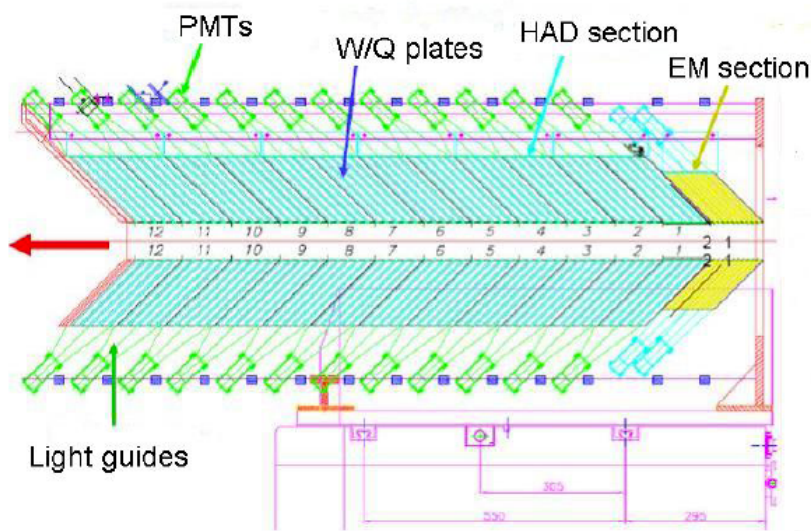 PMTs
W/Q plates
HAD section
EM section
12 11 10 9 8 7 6 5 4 3 2 1 2 1
12 11 10 9 8 7 6 5 4 3 2 1 2 1
Light guides
305
550 295